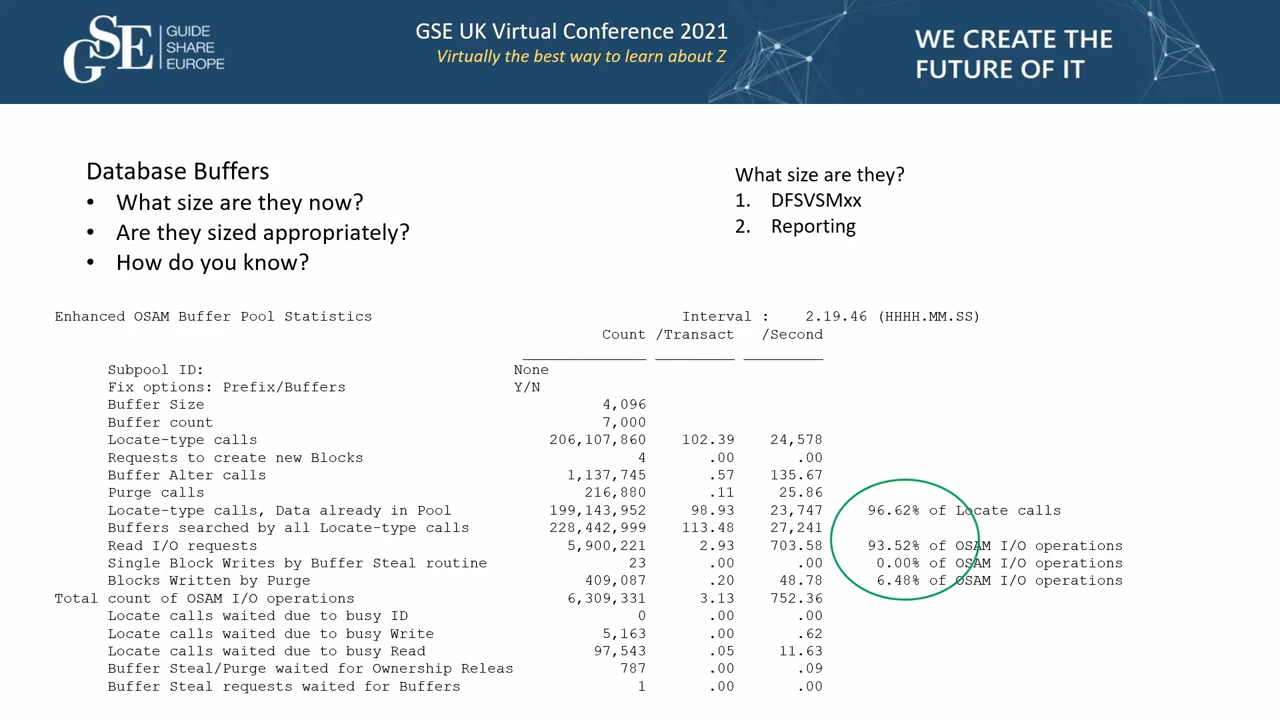 GSE
GUIDE
SHARE
EUROPE
GSE UK Virtual Conference 2021
Virtually the best way to learn about Z
WE CREATE THE
FUTURE OF IT
Database Buffers
• What size are they now?
• Are they sized appropriately?
• How do you know?
What size are they?
1. DFSVSMxx
2. Reporting
Enhanced OSAM Buffer Pool Statistics Interval : 2.19.46 (HHHH.MM.SS)
Count /Transact /Second
Subpool ID: None
Fix options: Prefix/Buffers Y/N
Buffer Size 4,096
Buffer count 7,000
Locate-type calls 206,107,860 102.39 24,578
Requests to create new Blocks 4 .00 .00
Buffer Alter calls 1,137,745 .57 135.67
Purge calls 216,880 .11 25.86
Locate-type calls, Data already in Pool 199,143,952 98.93 23,747 96.62% of Locate calls
Buffers searched by all Locate-type calls 228,442,999 113.48 27,241
Read I/O requests 5,900,221 2.93 703.58 93.52% of OSAM I/O operations
Single Block Writes by Buffer Steal routine 23 .00 .00 0.00% of OSAM I/O operations
Blocks Written by Purge 409,087 .20 48.78 6.48% of OSAM I/O operations
Total count of OSAM I/O operations 6,309,331 3.13 752.36
Locate calls waited due to busy ID 0 .00 .00
Locate calls waited due to busy Write 5,163 .00 .62
Locate calls waited due to busy Read 97,543 .05 11.63
Buffer Steal/Purge waited for Ownership Releas 787 .00 .09
Buffer Steal requests waited for Buffers 1 .00 .00